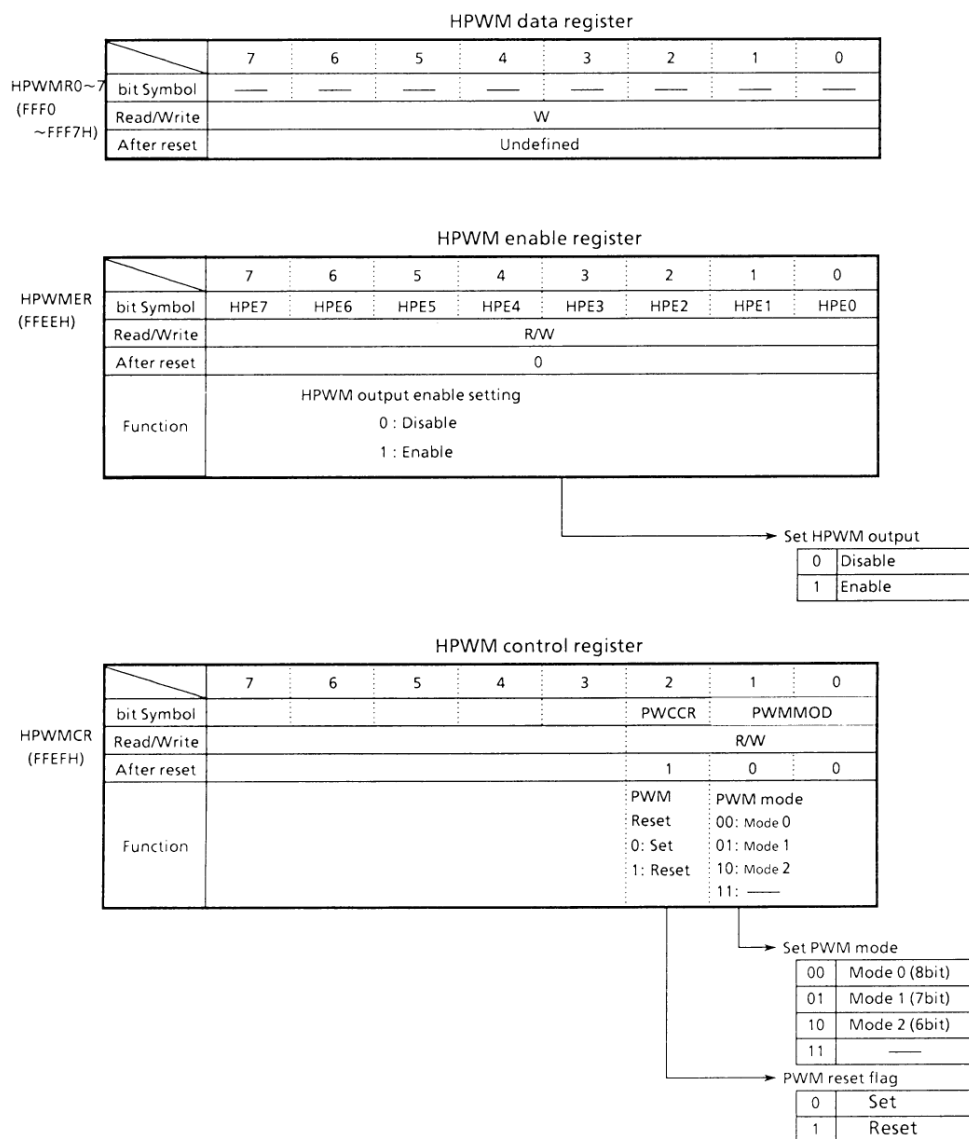 HPWM data register
7 6 5 4 3 2 1 0
HPWMR0~7
(FFF0
~FFF7H)
bit Symbol — — — — — — — —
Read/Write W
After reset Undefined
HPWM enable register
7 6 5 4 3 2 1 0
HPWMER
(FFEEH)
bit Symbol HPE7 HPE6 HPE5 HPE4 HPE3 HPE2 HPE1 HPE0
Read/Write R/W
After reset 0
Function
HPWM output enable setting
0 : Disable
1 : Enable
Set HPWM output
0 Disable
1 Enable
HPWM control register
7 6 5 4 3 2 1 0
HPWMCR
(FFEFH)
bit Symbol PWCCR PWMMOD
Read/Write R/W
After reset 1 0 0
Function
PWM
Reset
0: Set
1: Reset
PWM mode
00: Mode 0
01: Mode 1
10: Mode 2
11: —
Set PWM mode
00 Mode 0 (8bit)
01 Mode 1 (7bit)
10 Mode 2 (6bit)
11 —
PWM reset flag
0 Set
1 Reset